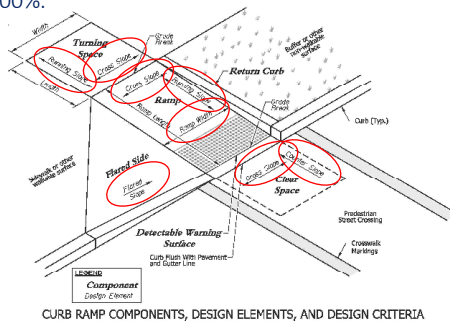 00%.
Width
Turning
Space
Grade
Break
Buffer or other
non-walkable
surface
Running Slope
Cross Slope
Cross Slope
Running Slope
Return Curb
Length
Ramp
Grade
Break
Ramp Length
Ramp Width
Curb (Typ.)
Sidewalk or other
walkable surface
Flared Side
Flared
Slope
Cross Slope
Counter Slope
Clear
Space
Pedestrian
Street Crossing
Detectable Warning
Surface
Curb Flush With Pavement
and Gutter Line
Crosswalk
Markings
LEGEND
Component
Design Element
CURB RAMP COMPONENTS, DESIGN ELEMENTS, AND DESIGN CRITERIA